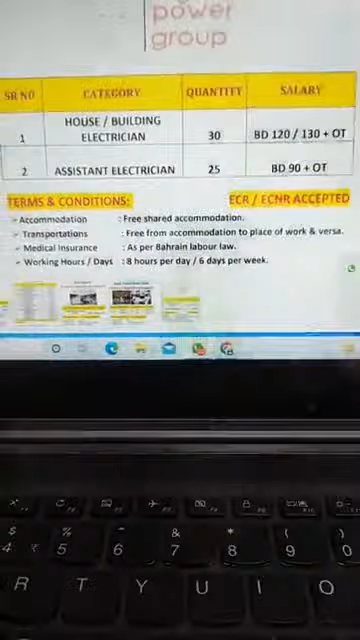 power
group
SR NO CATEGORY QUANTITY SALARY
1 HOUSE / BUILDING ELECTRICIAN 30 BD 120 / 130 + OT
2 ASSISTANT ELECTRICIAN 25 BD 90 + OT
TERMS & CONDITIONS: ECR / ECNR ACCEPTED
Accommodation : Free shared accommodation.
Transportations : Free from accommodation to place of work & versa.
Medical Insurance : As per Bahrain labour law.
Working Hours / Days : 8 hours per day / 6 days per week.
$ % ^ & * ( )
4 ₹ 5 6 7 8 9 0
R T Y U I O